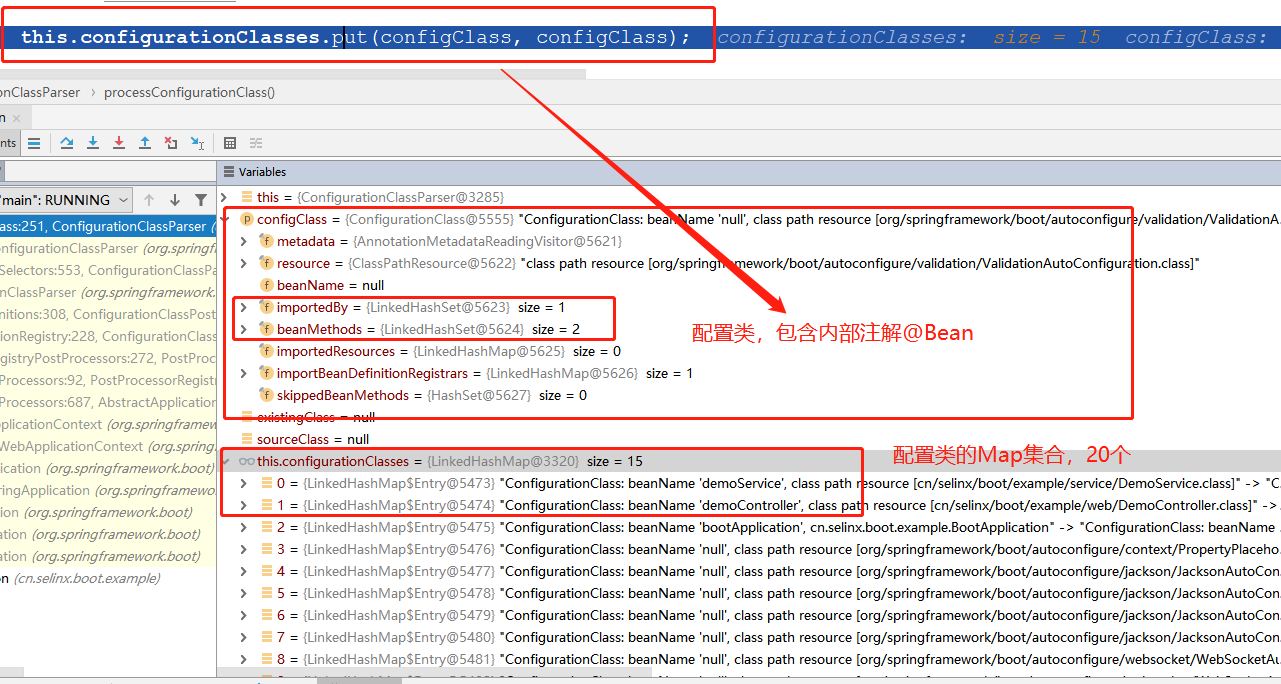 this.configurationClasses.put(configClass, configClass); configurationClasses: size = 15 configClass:
onClassParser › processConfigurationClass()
n ×
nts
Variables
"main": RUNNING
this = {ConfigurationClassParser@3285}
ass:251, ConfigurationClassParser (
configClass = {ConfigurationClass@5555} "ConfigurationClass: beanName 'null', class path resource [org/springframework/boot/autoconfigure/validation/ValidationA
onfigurationClassParser (org.springf
metadata = {AnnotationMetadataReadingVisitor@5621}
Selectors:553, ConfigurationClassPa
resource = {ClassPathResource@5622} "class path resource [org/springframework/boot/autoconfigure/validation/ValidationAutoConfiguration.class]"
nClassParser (org.springframework.
beanName = null
nitions:308, ConfigurationClassPost
importedBy = {LinkedHashSet@5623} size = 1
ionRegistry:228, ConfigurationClass
beanMethods = {LinkedHashSet@5624} size = 2
配置类，包含内部注解@Bean
egistryPostProcessors:272, PostProc
importedResources = {LinkedHashMap@5625} size = 0
Processors:92, PostProcessorRegistr
importBeanDefinitionRegistrars = {LinkedHashMap@5626} size = 1
Processors:687, AbstractApplication
skippedBeanMethods = {HashSet@5627} size = 0
plicationContext (org.springframew
existingClass = null
WebApplicationContext (org.spring
sourceClass = null
ication (org.springframework.boot)
this.configurationClasses = {LinkedHashMap@3320} size = 15
配置类的Map集合，20个
ringApplication (org.springframewo
0 = {LinkedHashMap$Entry@5473} "ConfigurationClass: beanName 'demoService', class path resource [cn/selinx/boot/example/service/DemoService.class]" -> "C
ion (org.springframework.boot)
1 = {LinkedHashMap$Entry@5474} "ConfigurationClass: beanName 'demoController', class path resource [cn/selinx/boot/example/web/DemoController.class]" ->
cation (org.springframework.boot)
2 = {LinkedHashMap$Entry@5475} "ConfigurationClass: beanName 'bootApplication', cn.selinx.boot.example.BootApplication" -> "ConfigurationClass: beanName
cation (org.springframework.boot)
3 = {LinkedHashMap$Entry@5476} "ConfigurationClass: beanName 'null', class path resource [org/springframework/boot/autoconfigure/context/PropertyPlaceho.
n (cn.selinx.boot.example)
4 = {LinkedHashMap$Entry@5477} "ConfigurationClass: beanName 'null', class path resource [org/springframework/boot/autoconfigure/jackson/JacksonAutoCon.
5 = {LinkedHashMap$Entry@5478} "ConfigurationClass: beanName 'null', class path resource [org/springframework/boot/autoconfigure/jackson/JacksonAutoCon.
6 = {LinkedHashMap$Entry@5479} "ConfigurationClass: beanName 'null', class path resource [org/springframework/boot/autoconfigure/jackson/JacksonAutoCon.
7 = {LinkedHashMap$Entry@5480} "ConfigurationClass: beanName 'null', class path resource [org/springframework/boot/autoconfigure/jackson/JacksonAutoCon.
8 = {LinkedHashMap$Entry@5481} "ConfigurationClass: beanName 'null', class path resource [org/springframework/boot/autoconfigure/websocket/WebSocketAu.